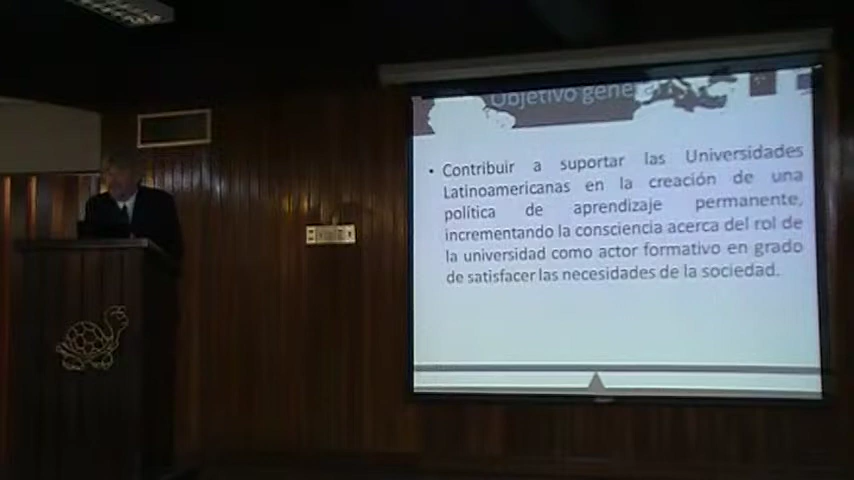 Objetivo general
• Contribuir a suportar las Universidades
Latinoamericanas en la creación de una
política de aprendizaje permanente,
incrementando la consciencia acerca del rol de
la universidad como actor formativo en grado
de satisfacer las necesidades de la sociedad.